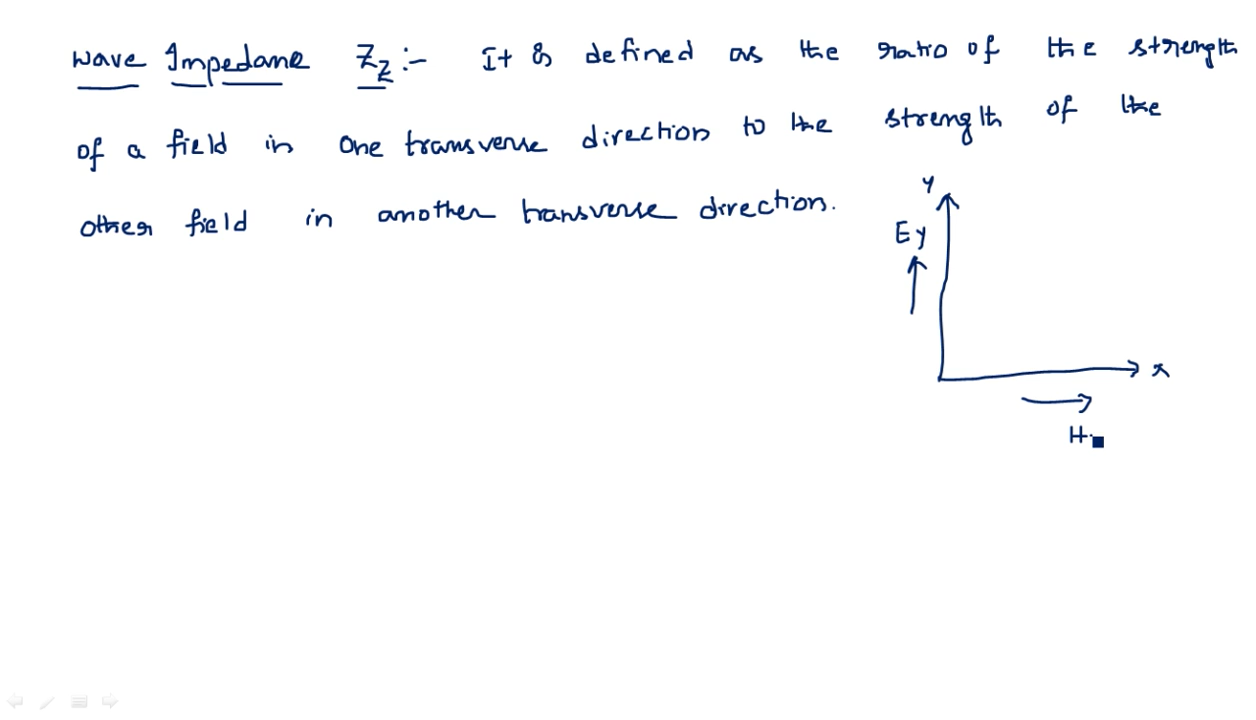 Wave Impedance Zz :- It is defined as the ratio of the strength
of a field in one transverse direction to the strength of the
other field in another transverse direction.
y
Ey
x
H